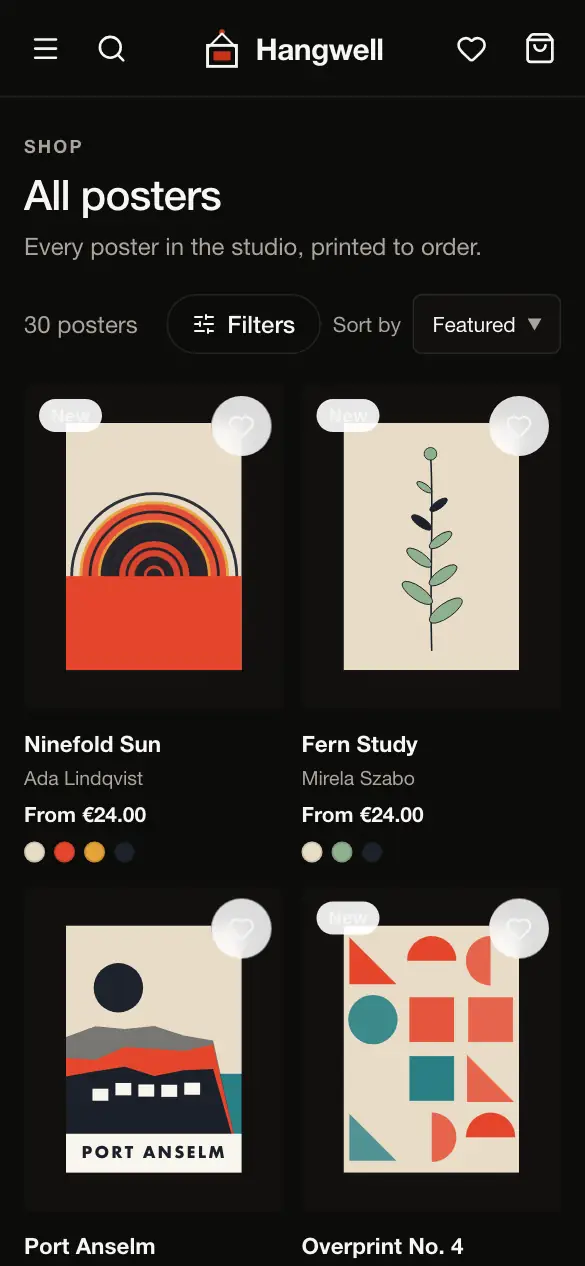 Hangwell
SHOP
All posters
Every poster in the studio, printed to order.
30 posters
Filters
Sort by
Featured
New
New
Ninefold Sun
Ada Lindqvist
From €24.00
Fern Study
Mirela Szabo
From €24.00
New
PORT ANSELM
Port Anselm
Overprint No. 4